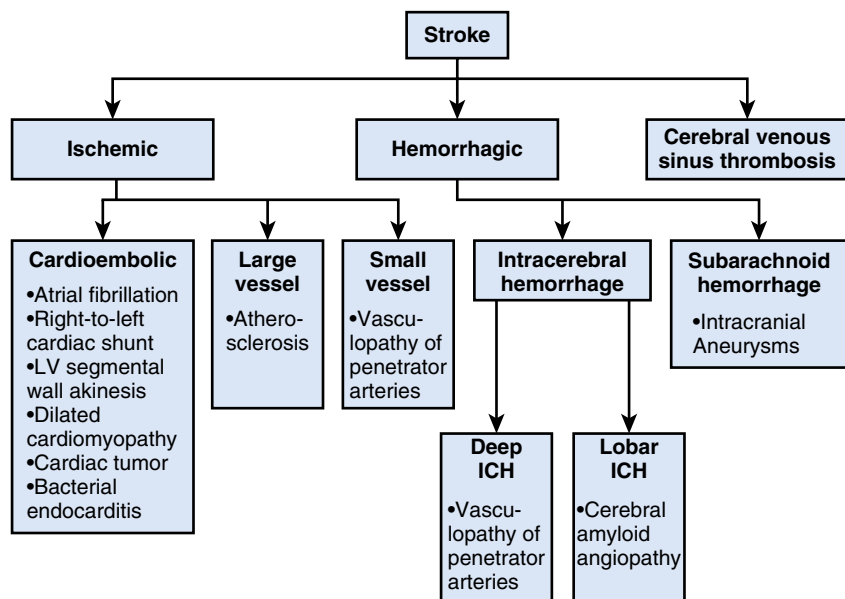 Stroke
Ischemic
Hemorrhagic
Cerebral venous
sinus thrombosis
Cardioembolic
•Atrial fibrillation
•Right-to-left
cardiac shunt
•LV segmental
wall akinesis
•Dilated
cardiomyopathy
•Cardiac tumor
•Bacterial
endocarditis
Large
vessel
•Athero-
sclerosis
Small
vessel
•Vascu-
lopathy of
penetrator
arteries
Intracerebral
hemorrhage
Subarachnoid
hemorrhage
•Intracranial
Aneurysms
Deep
ICH
•Vascu-
lopathy of
penetrator
arteries
Lobar
ICH
•Cerebral
amyloid
angiopathy